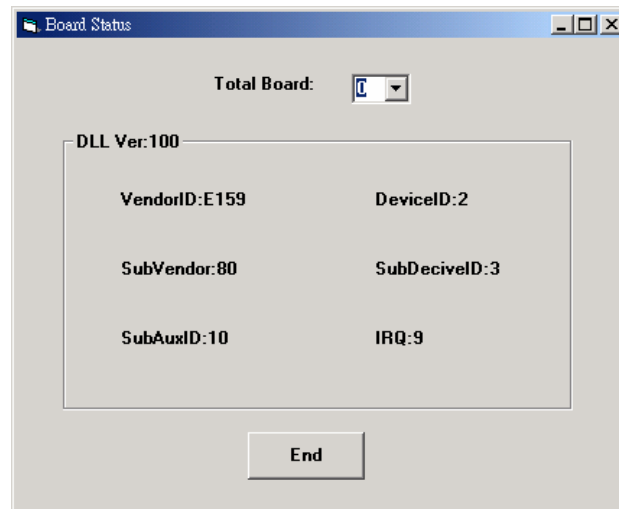 Board Status
Total Board: 0
DLL Ver:100
VendorID:E159 DeviceID:2
SubVendor:80 SubDeciveID:3
SubAuxID:10 IRQ:9
End